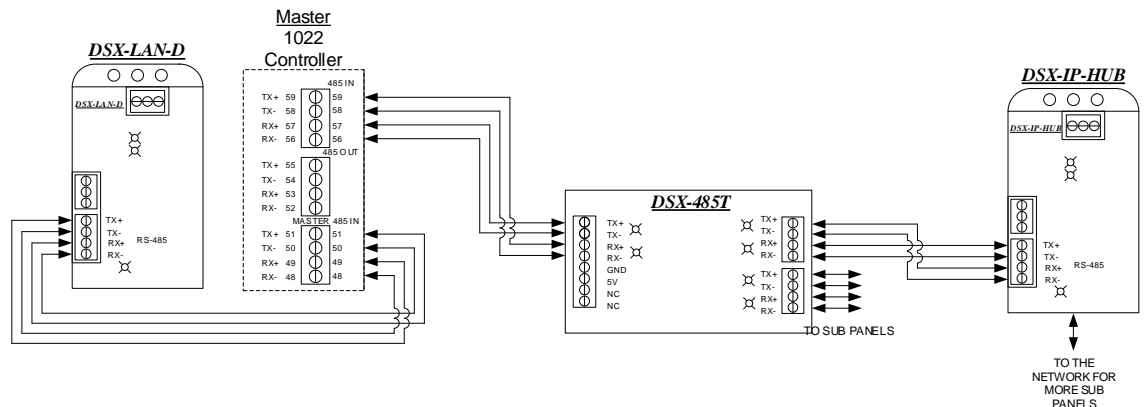 DSX-LAN-D
DSX-LAN-D
TX+
TX-
RX+
RX-
RS-485
Master
1022
Controller
485 IN
TX+ 59 59
TX- 58 58
RX+ 57 57
RX- 56 56
485 OUT
TX+ 55
TX- 54
RX+ 53
RX- 52
MASTER 485 IN
TX+ 51 51
TX- 50 50
RX+ 49 49
RX- 48 48
DSX-485T
TX+
TX-
RX+
RX-
GND
5V
NC
NC
TX+
TX-
RX+
RX-
TX+
TX-
RX+
RX-
TO SUB PANELS
DSX-IP-HUB
DSX-IP-HUB
TX+
TX-
RX+
RX-
RS-485
TO THE
NETWORK FOR
MORE SUB
PANELS